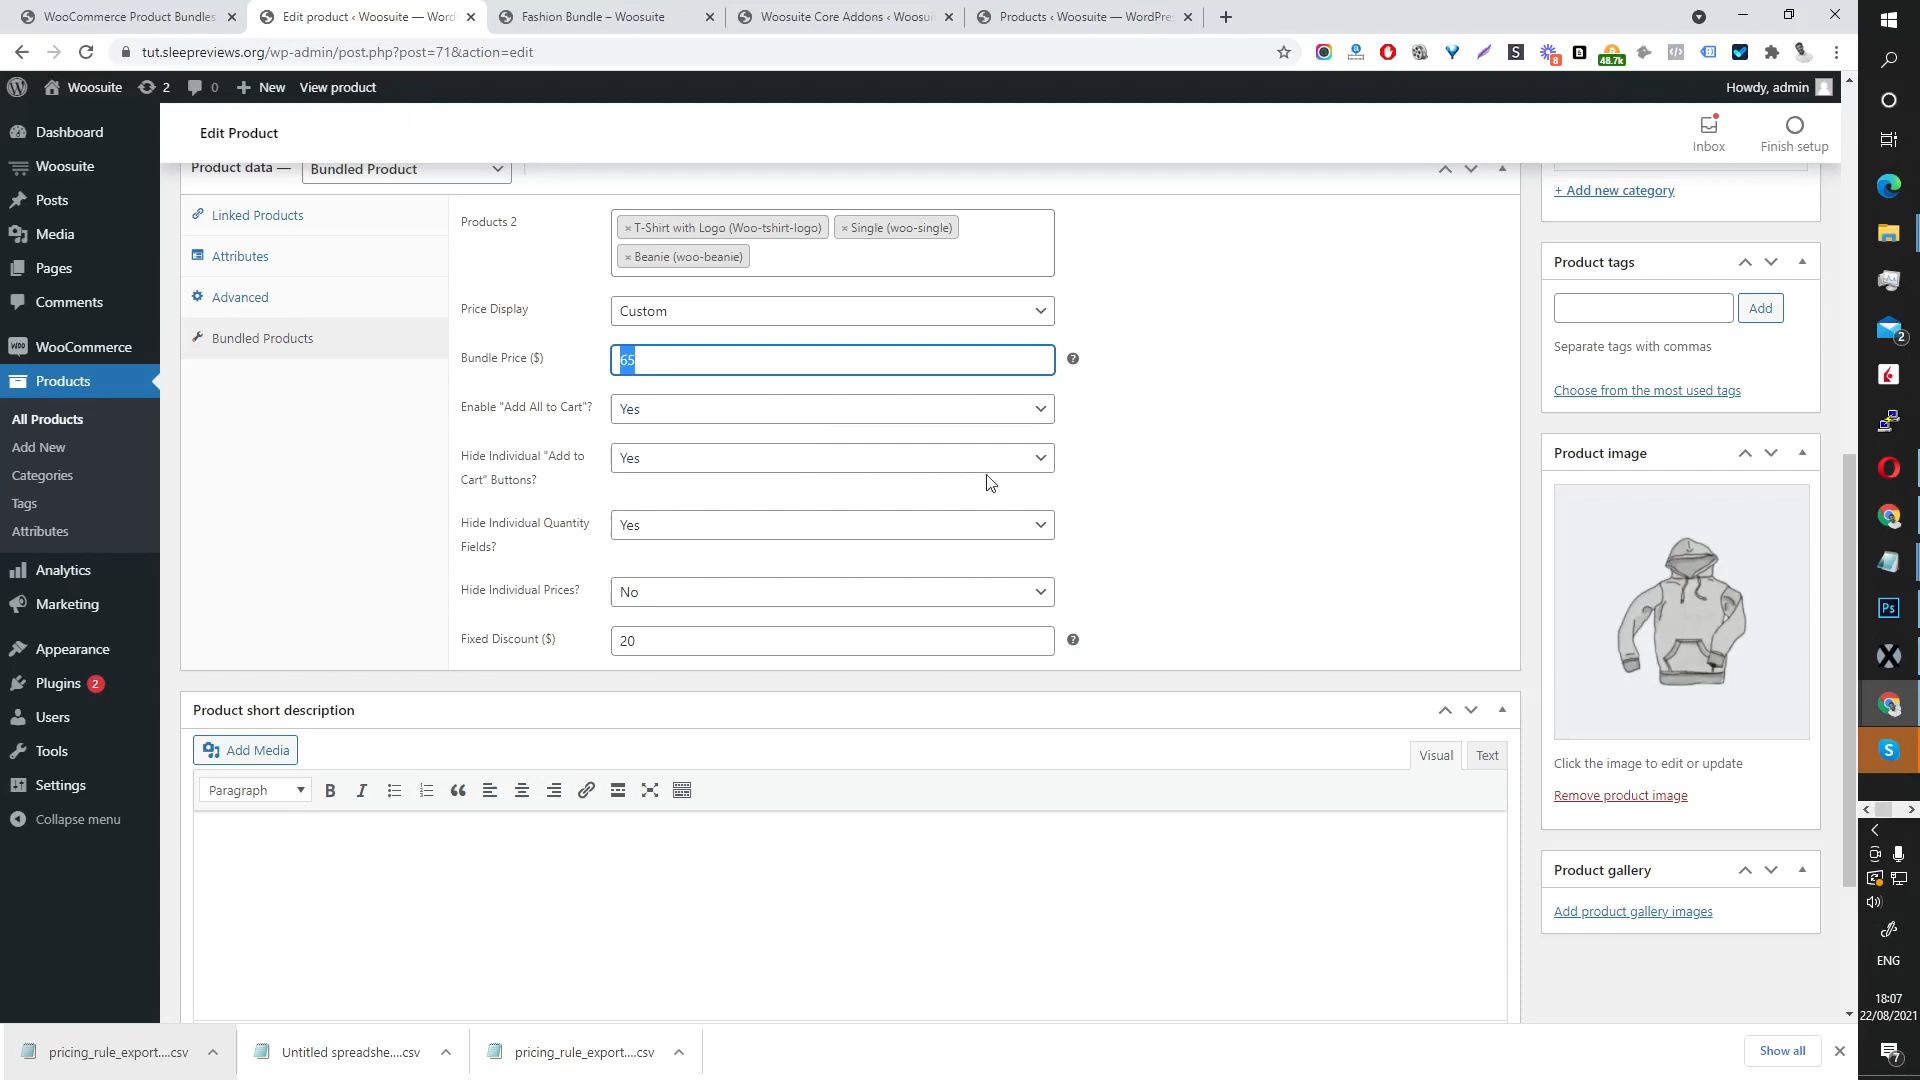 WooCommerce Product Bundles
Edit product ‹ Woosuite — Word
Fashion Bundle – Woosuite
Woosuite Core Addons ‹ Woosui
Products ‹ Woosuite — WordPre
tut.sleepreviews.org/wp-admin/post.php?post=71&action=edit
8
48.7k
Woosuite
2
0
New
View product
Howdy, admin
Edit Product
Inbox
Finish setup
Dashboard
Woosuite
Posts
Media
Pages
Comments
WooCommerce
Products
All Products
Add New
Categories
Tags
Attributes
Analytics
Marketing
Appearance
Plugins 2
Users
Tools
Settings
Collapse menu
Product data —
Bundled Product
Linked Products
Attributes
Advanced
Bundled Products
Products 2
× T-Shirt with Logo (Woo-tshirt-logo)
× Single (woo-single)
× Beanie (woo-beanie)
Price Display
Custom
Bundle Price ($)
65
Enable "Add All to Cart"?
Yes
Hide Individual "Add to
Cart" Buttons?
Yes
Hide Individual Quantity
Fields?
Yes
Hide Individual Prices?
No
Fixed Discount ($)
20
Product short description
Add Media
Visual
Text
Paragraph
B
I
+ Add new category
Product tags
Add
Separate tags with commas
Choose from the most used tags
Product image
Click the image to edit or update
Remove product image
Product gallery
Add product gallery images
pricing_rule_export....csv
Untitled spreadshe....csv
pricing_rule_export....csv
Show all
2
Ps
S
ENG
18:07
22/08/2021
7